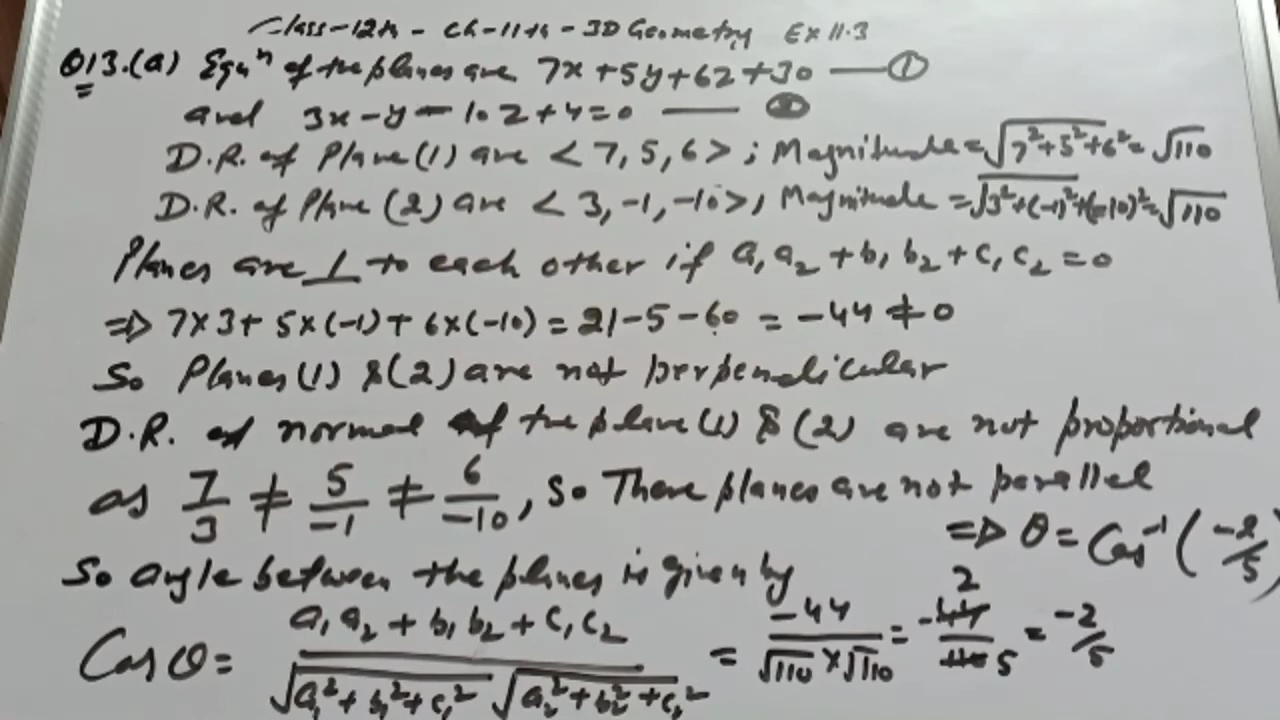 Class-12th - Ch-11th - 3D Geometry Ex 11.3
Q13.(a) Equⁿ of the planes are 7x+5y+6z+30 —①
and 3x-y-10z+4=0 —②
D.R. of Plane(1) are <7,5,6>; Magnitude=√7²+5²+6²=√110
D.R. of Plane (2) are <3,-1,-10>, Magnitude =√3²+(-1)²+(-10)²=√110
Planes are ⊥ to each other if a₁a₂+b₁b₂+c₁c₂=0
⇒ 7×3+5×(-1)+6×(-10)=21-5-60=-44≠0
So Planes(1) &(2) are not perpendicular
D.R. of normal of the plane(1) &(2) are not proportional
as 7/3 ≠ 5/-1 ≠ 6/-10, So These planes are not parallel
⇒ θ=Cos⁻¹(-2/5)
So angle between the planes is given by
Cosθ= a₁a₂+b₁b₂+c₁c₂ / √a₁²+b₁²+c₁² √a₂²+b₂²+c₂² = -44/√110×√110 = -44 2/110 5 = -2/5